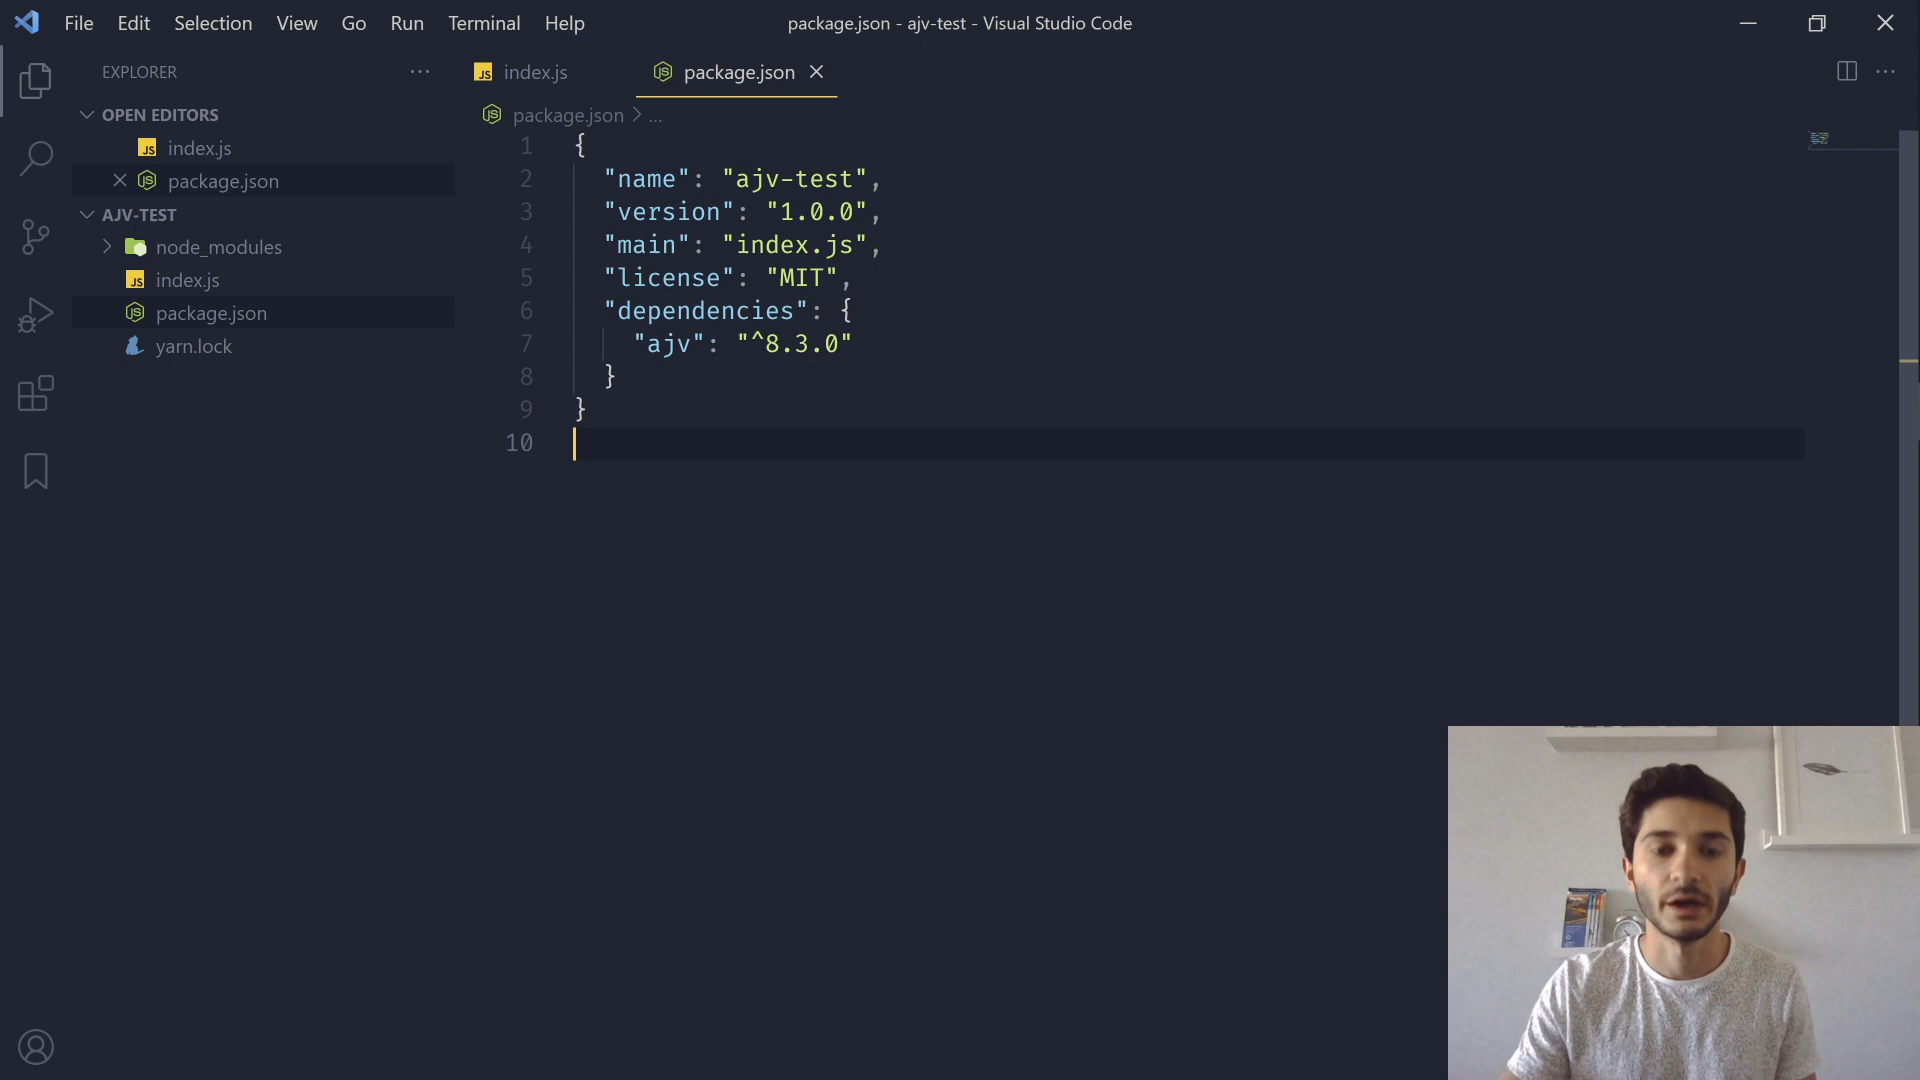 File Edit Selection View Go Run Terminal Help
package.json - ajv-test - Visual Studio Code
EXPLORER
OPEN EDITORS
JS index.js
package.json
AJV-TEST
node_modules
JS index.js
package.json
yarn.lock
JS index.js
package.json
package.json > ...
1 {
2 "name": "ajv-test",
3 "version": "1.0.0",
4 "main": "index.js",
5 "license": "MIT",
6 "dependencies": {
7 "ajv": "^8.3.0"
8 }
9 }
10